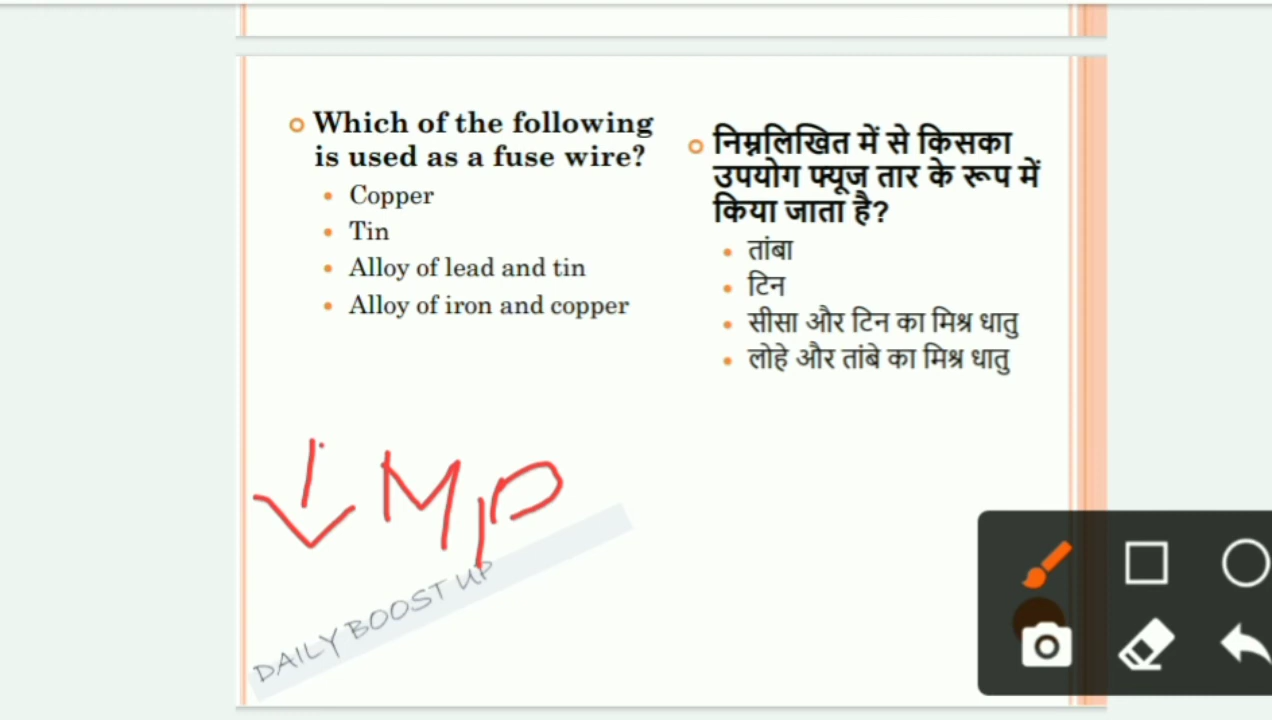 Which of the following
is used as a fuse wire?
Copper
Tin
Alloy of lead and tin
Alloy of iron and copper
निम्नलिखित में से किसका
उपयोग फ्यूज तार के रूप में
किया जाता है?
तांबा
टिन
सीसा और टिन का मिश्र धातु
लोहे और तांबे का मिश्र धातु
↓ M.P
DAILY BOOST UP